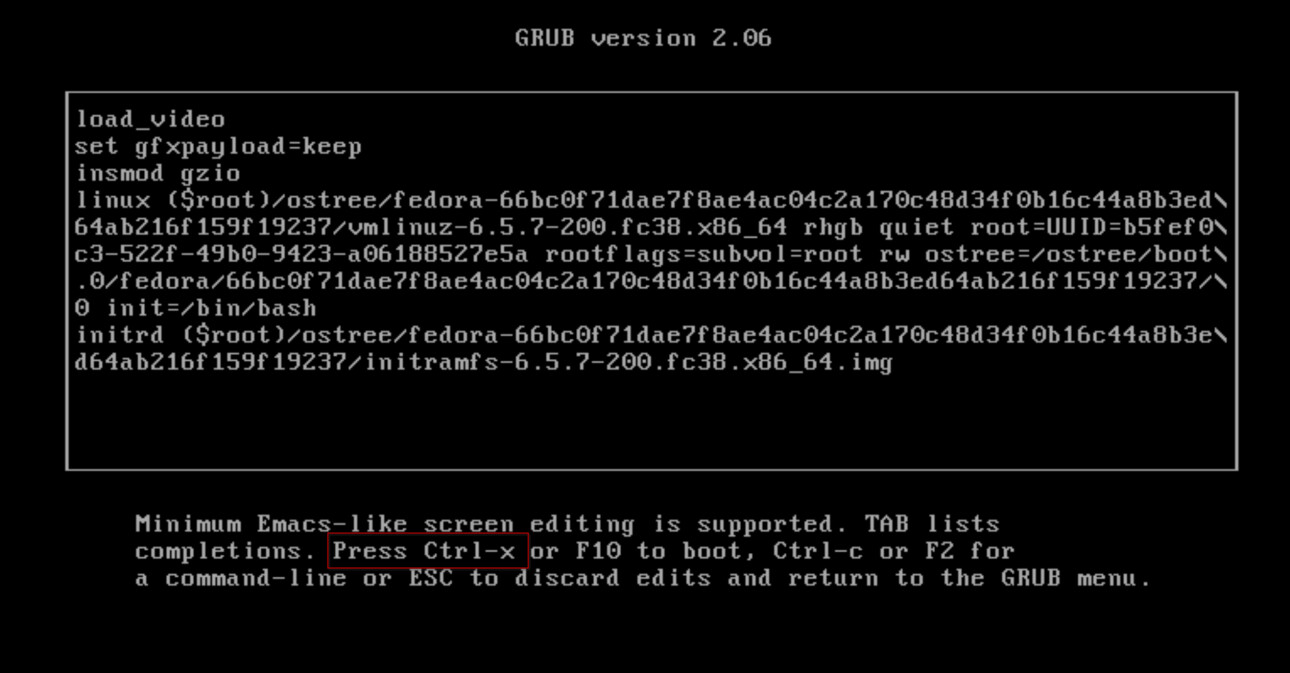 GRUB version 2.06
load_video
set gfxpayload=keep
insmod gzio
linux ($root)/ostree/fedora-66bc0f71dae7f8ae4ac04c2a170c48d34f0b16c44a8b3ed\
64ab216f159f19237/vmlinuz-6.5.7-200.fc38.x86_64 rhgb quiet root=UUID=b5fef0\
c3-522f-49b0-9423-a06188527e5a rootflags=subvol=root rw ostree=/ostree/boot\
.0/fedora/66bc0f71dae7f8ae4ac04c2a170c48d34f0b16c44a8b3ed64ab216f159f19237/\
0 init=/bin/bash
initrd ($root)/ostree/fedora-66bc0f71dae7f8ae4ac04c2a170c48d34f0b16c44a8b3e\
d64ab216f159f19237/initramfs-6.5.7-200.fc38.x86_64.img
Minimum Emacs-like screen editing is supported. TAB lists
completions. Press Ctrl-x or F10 to boot, Ctrl-c or F2 for
a command-line or ESC to discard edits and return to the GRUB menu.